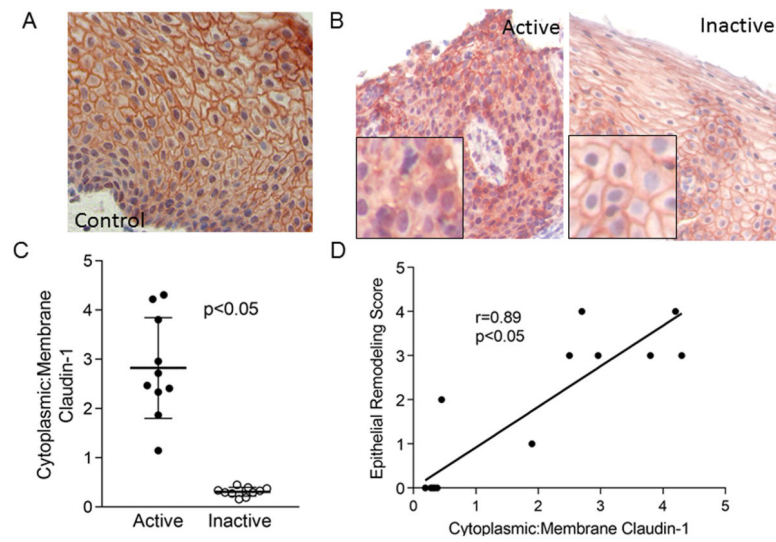 A
Control
B
Active
Inactive
C
5
4
3
2
1
0
Cytoplasmic:Membrane
Claudin-1
p<0.05
Active
Inactive
D
5
4
3
2
1
0
Epithelial Remodeling Score
r=0.89
p<0.05
0 1 2 3 4 5
Cytoplasmic:Membrane Claudin-1